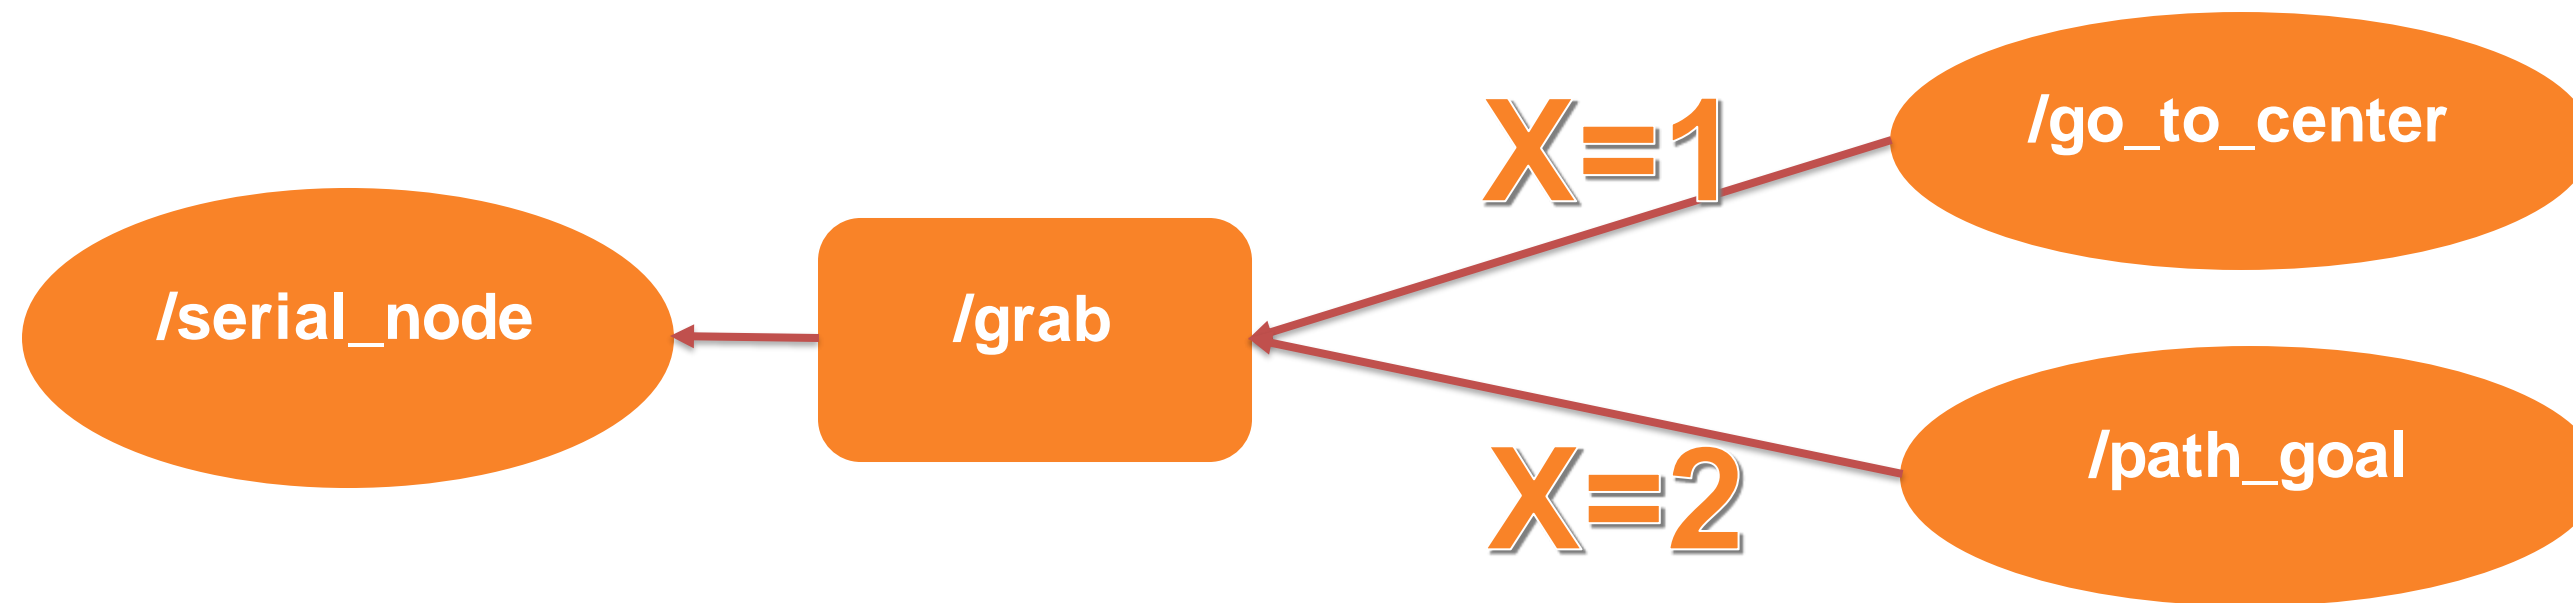 /go_to_center
X=1
/serial_node
/grab
/path_goal
X=2